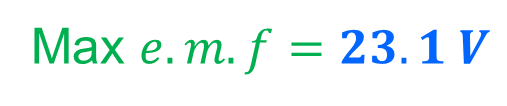 Max e.m.f = 23.1 V